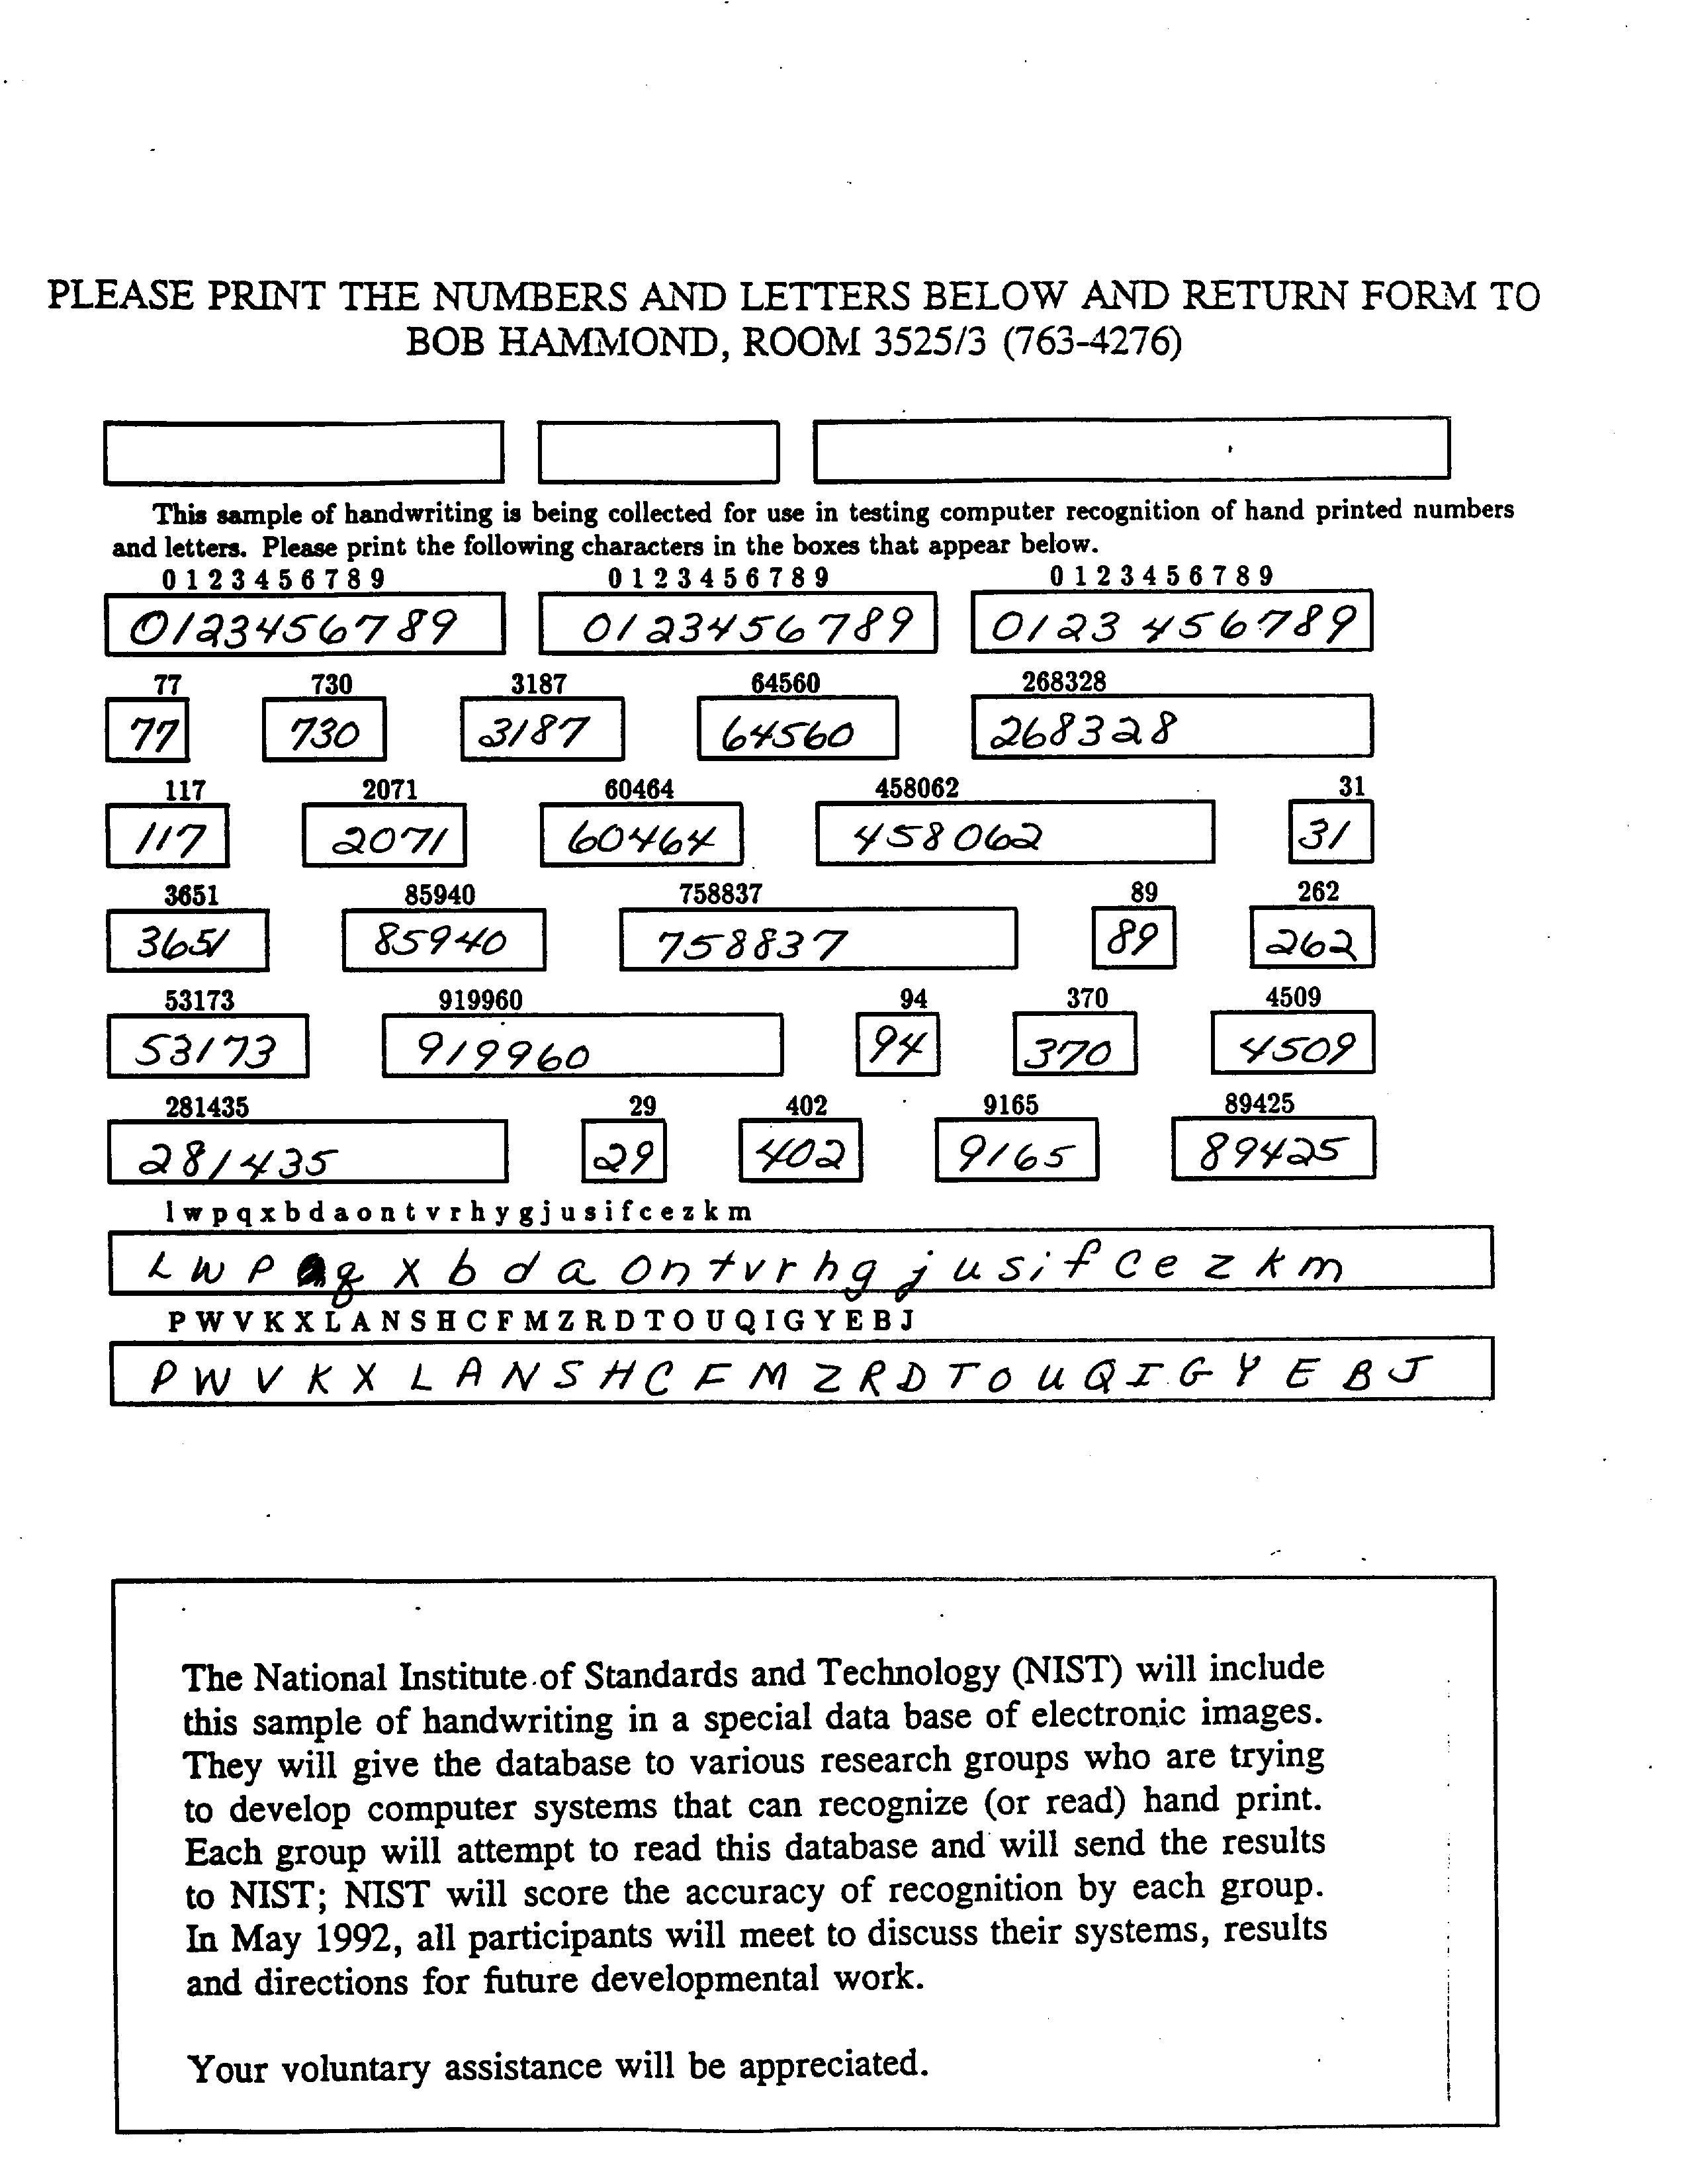 PLEASE PRINT THE NUMBERS AND LETTERS BELOW AND RETURN FORM TO
BOB HAMMOND, ROOM 3525/3 (763-4276)
This sample of handwriting is being collected for use in testing computer recognition of hand printed numbers
and letters. Please print the following characters in the boxes that appear below.
0 1 2 3 4 5 6 7 8 9 0 1 2 3 4 5 6 7 8 9 0 1 2 3 4 5 6 7 8 9
0123456789 0123456789 0123456789
77 730 3187 64560 268328
77 730 3187 64560 268328
117 2071 60464 458062 31
117 2071 60464 458062 31
3651 85940 758837 89 262
3651 85940 758837 89 262
53173 919960 94 370 4509
53173 919960 94 370 4509
281435 29 402 9165 89425
281435 29 402 9165 89425
l w p q x b d a o n t v r h y g j u s i f c e z k m
L W P q x b d a o n t v r h g j u s i f c e z k m
P W V K X L A N S H C F M Z R D T O U Q I G Y E B J
P W V K X L A N S H C F M Z R D T O U Q I G Y E B J
The National Institute of Standards and Technology (NIST) will include
this sample of handwriting in a special data base of electronic images.
They will give the database to various research groups who are trying
to develop computer systems that can recognize (or read) hand print.
Each group will attempt to read this database and will send the results
to NIST; NIST will score the accuracy of recognition by each group.
In May 1992, all participants will meet to discuss their systems, results
and directions for future developmental work.
Your voluntary assistance will be appreciated.